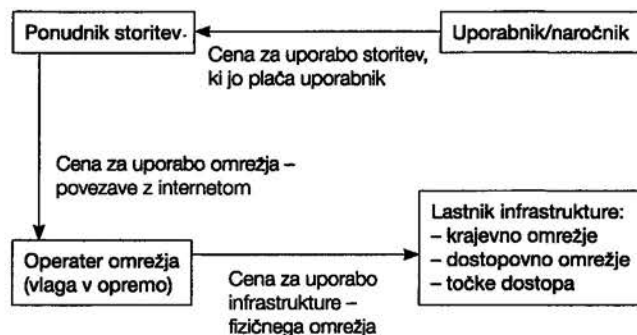 Ponudnik storitev
Uporabnik/naročnik
Cena za uporabo storitev,
ki jo plača uporabnik
Cena za uporabo omrežja –
povezave z internetom
Lastnik infrastrukture:
– krajevno omrežje
– dostopovno omrežje
– točke dostopa
Operater omrežja
(vlaga v opremo)
Cena za uporabo
infrastrukture –
fizičnega omrežja